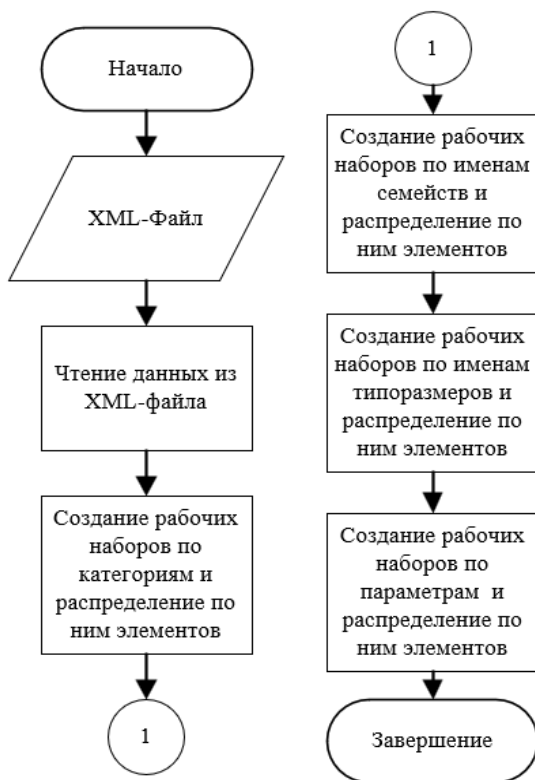 Начало
XML-Файл
Чтение данных из
XML-файла
Создание рабочих
наборов по
категориям и
распределение по
ним элементов
1
1
Создание рабочих
наборов по именам
семейств и
распределение по
ним элементов
Создание рабочих
наборов по именам
типоразмеров и
распределение по
ним элементов
Создание рабочих
наборов по
параметрам и
распределение по
ним элементов
Завершение